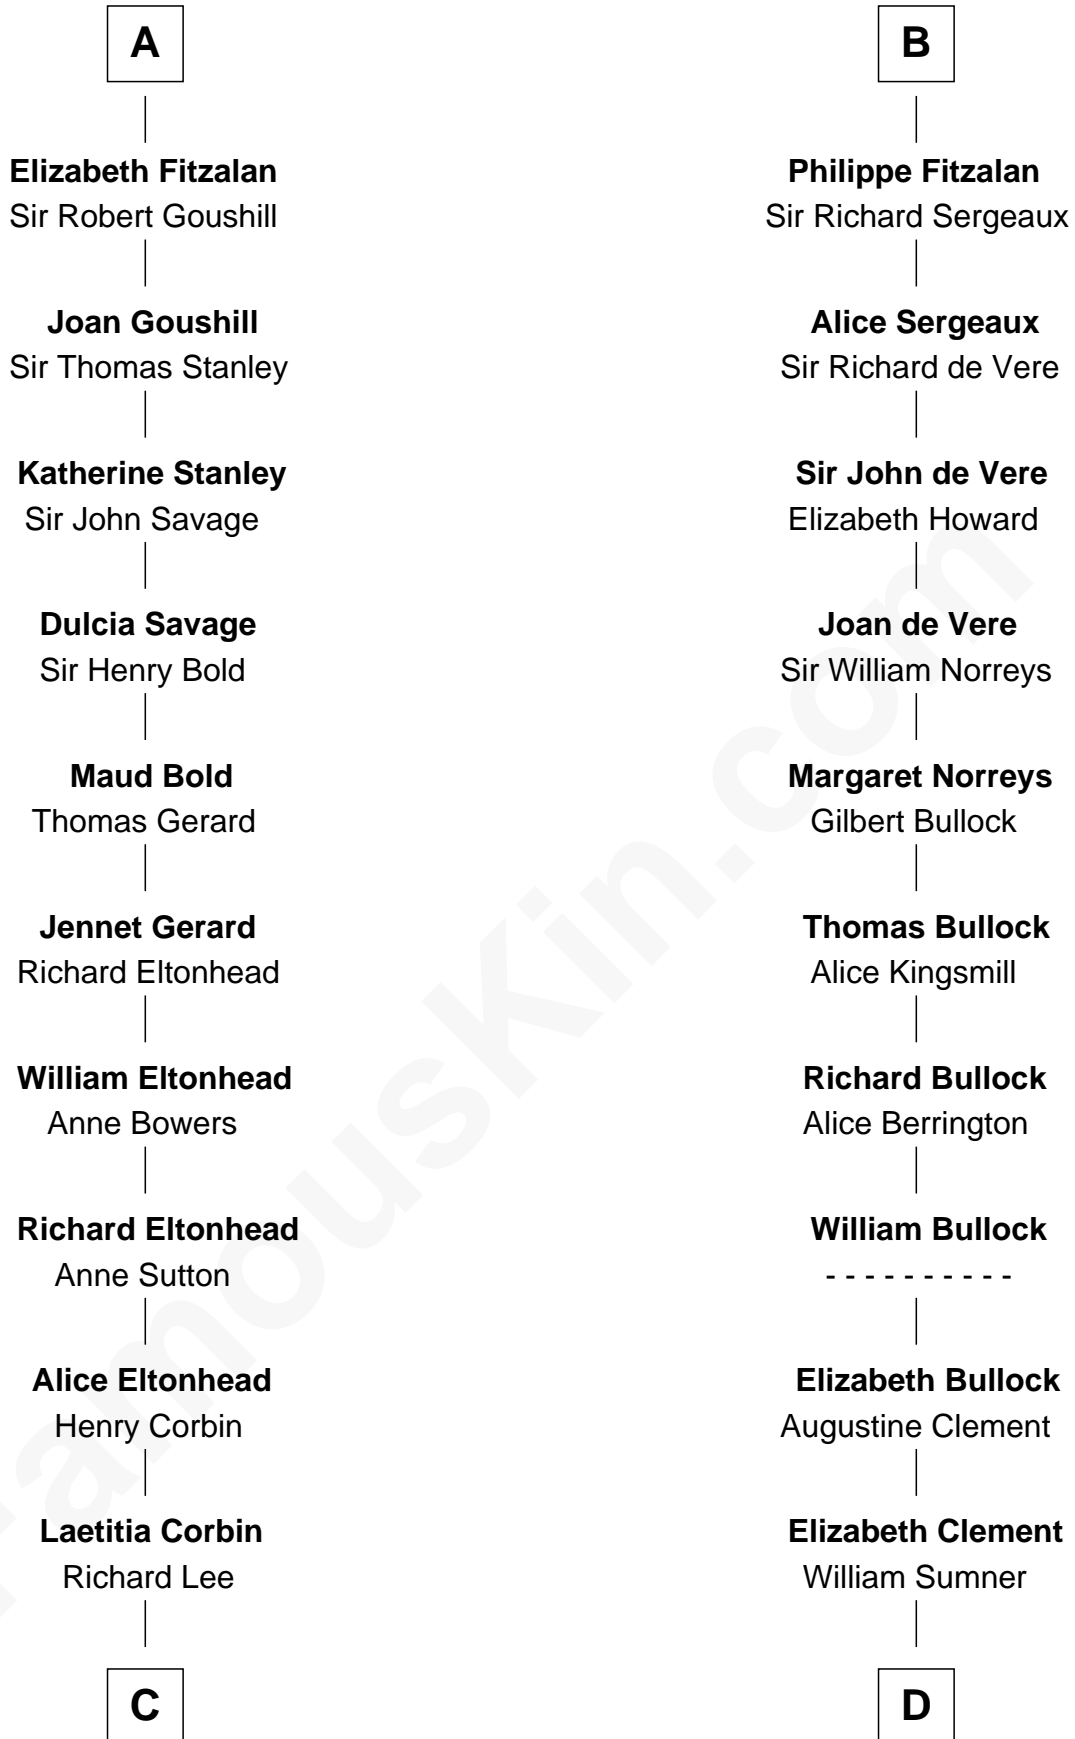 A
Elizabeth Fitzalan
Sir Robert Goushill
Joan Goushill
Sir Thomas Stanley
Katherine Stanley
Sir John Savage
Dulcia Savage
Sir Henry Bold
Maud Bold
Thomas Gerard
Jennet Gerard
Richard Eltonhead
William Eltonhead
Anne Bowers
Richard Eltonhead
Anne Sutton
Alice Eltonhead
Henry Corbin
Laetitia Corbin
Richard Lee
C
B
Philippe Fitzalan
Sir Richard Sergeaux
Alice Sergeaux
Sir Richard de Vere
Sir John de Vere
Elizabeth Howard
Joan de Vere
Sir William Norreys
Margaret Norreys
Gilbert Bullock
Thomas Bullock
Alice Kingsmill
Richard Bullock
Alice Berrington
William Bullock
- - - - - - - - - -
Elizabeth Bullock
Augustine Clement
Elizabeth Clement
William Sumner
D
FamousKin.com